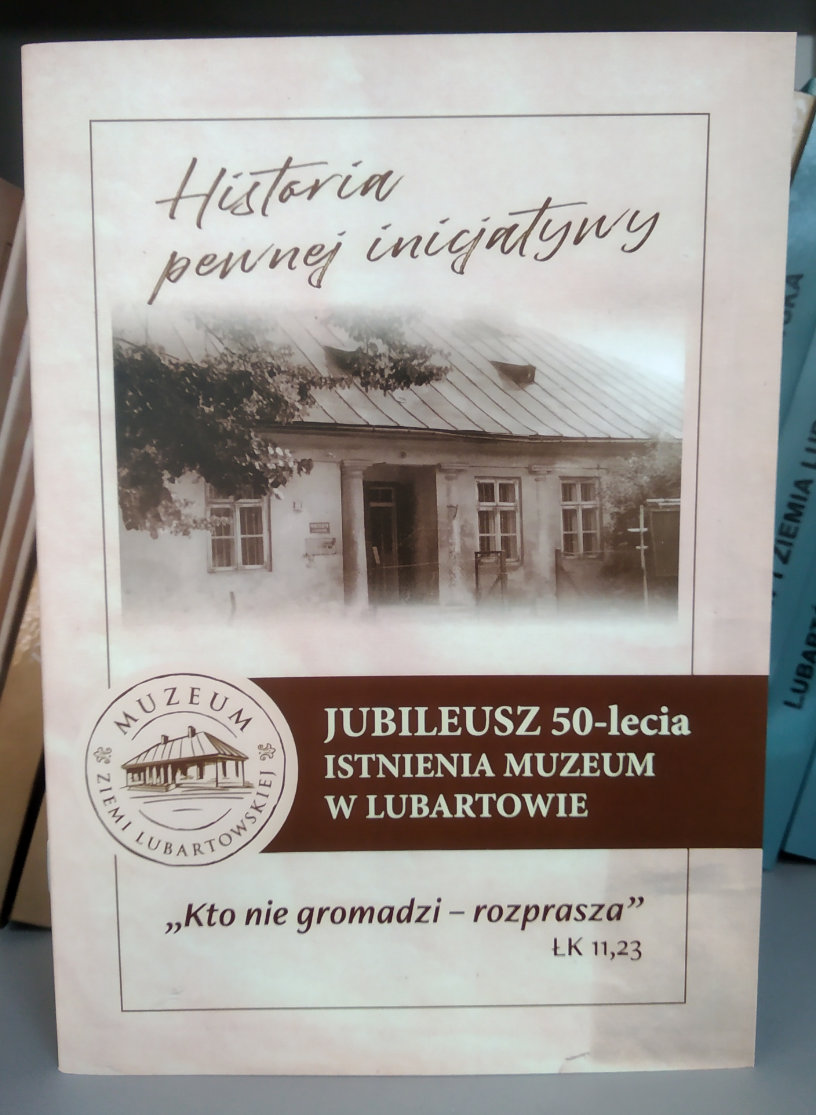 Historia
pewnej inicjatywy
MUZEUM
ZIEMI LUBARTOWSKIEJ
JUBILEUSZ 50-lecia
ISTNIENIA MUZEUM
W LUBARTOWIE
„Kto nie gromadzi – rozprasza”
ŁK 11,23
I ZIEMIA